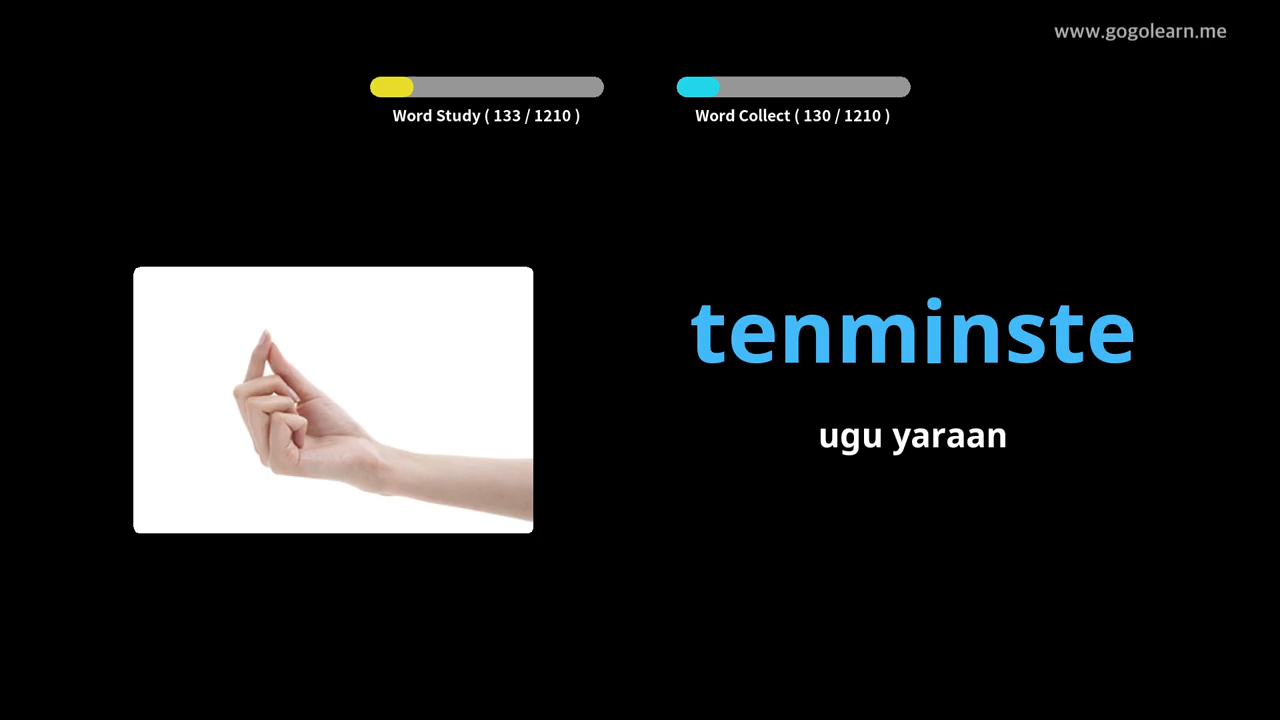 www.gogolearn.me
Word Study ( 133 / 1210 )
Word Collect ( 130 / 1210 )
tenminste
ugu yaraan